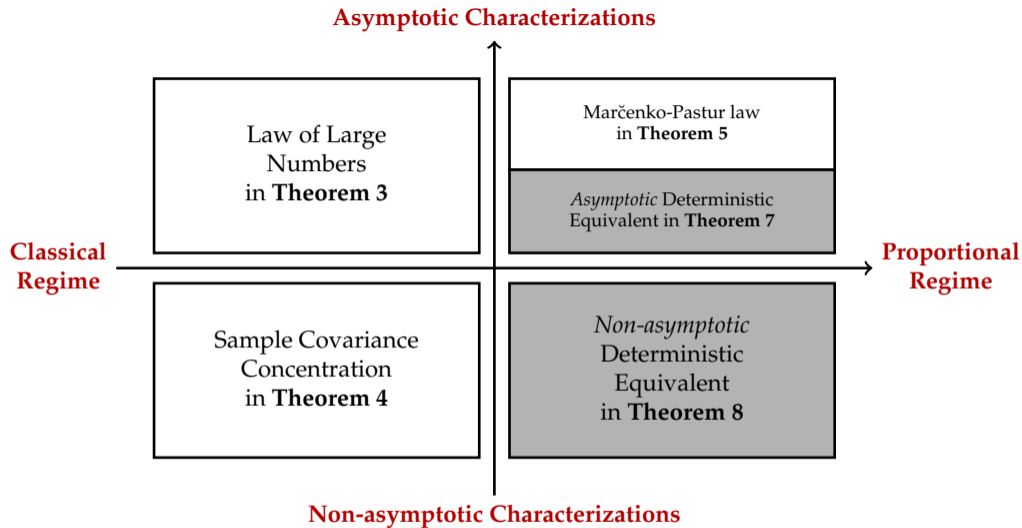 Asymptotic Characterizations
Law of Large
Numbers
in Theorem 3
Marčenko-Pastur law
in Theorem 5
Asymptotic Deterministic
Equivalent in Theorem 7
Classical
Regime
Proportional
Regime
Sample Covariance
Concentration
in Theorem 4
Non-asymptotic
Deterministic
Equivalent
in Theorem 8
Non-asymptotic Characterizations